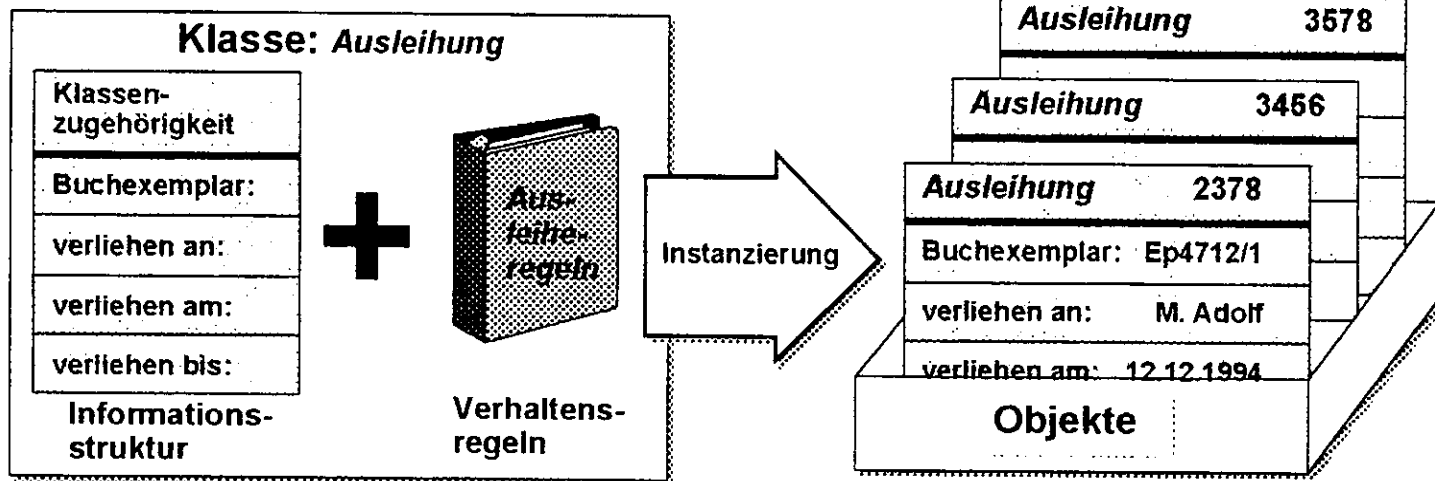 Klasse: Ausleihung
Klassen-
zugehörigkeit
Buchexemplar:
verliehen an:
verliehen am:
verliehen bis:
Informations-
struktur
Aus-
leihe-
regeln
Verhaltens-
regeln
Instanzierung
Ausleihung 3578
Ausleihung 3456
Ausleihung 2378
Buchexemplar: Ep4712/1
verliehen an: M. Adolf
verliehen am: 12.12.1994
Objekte